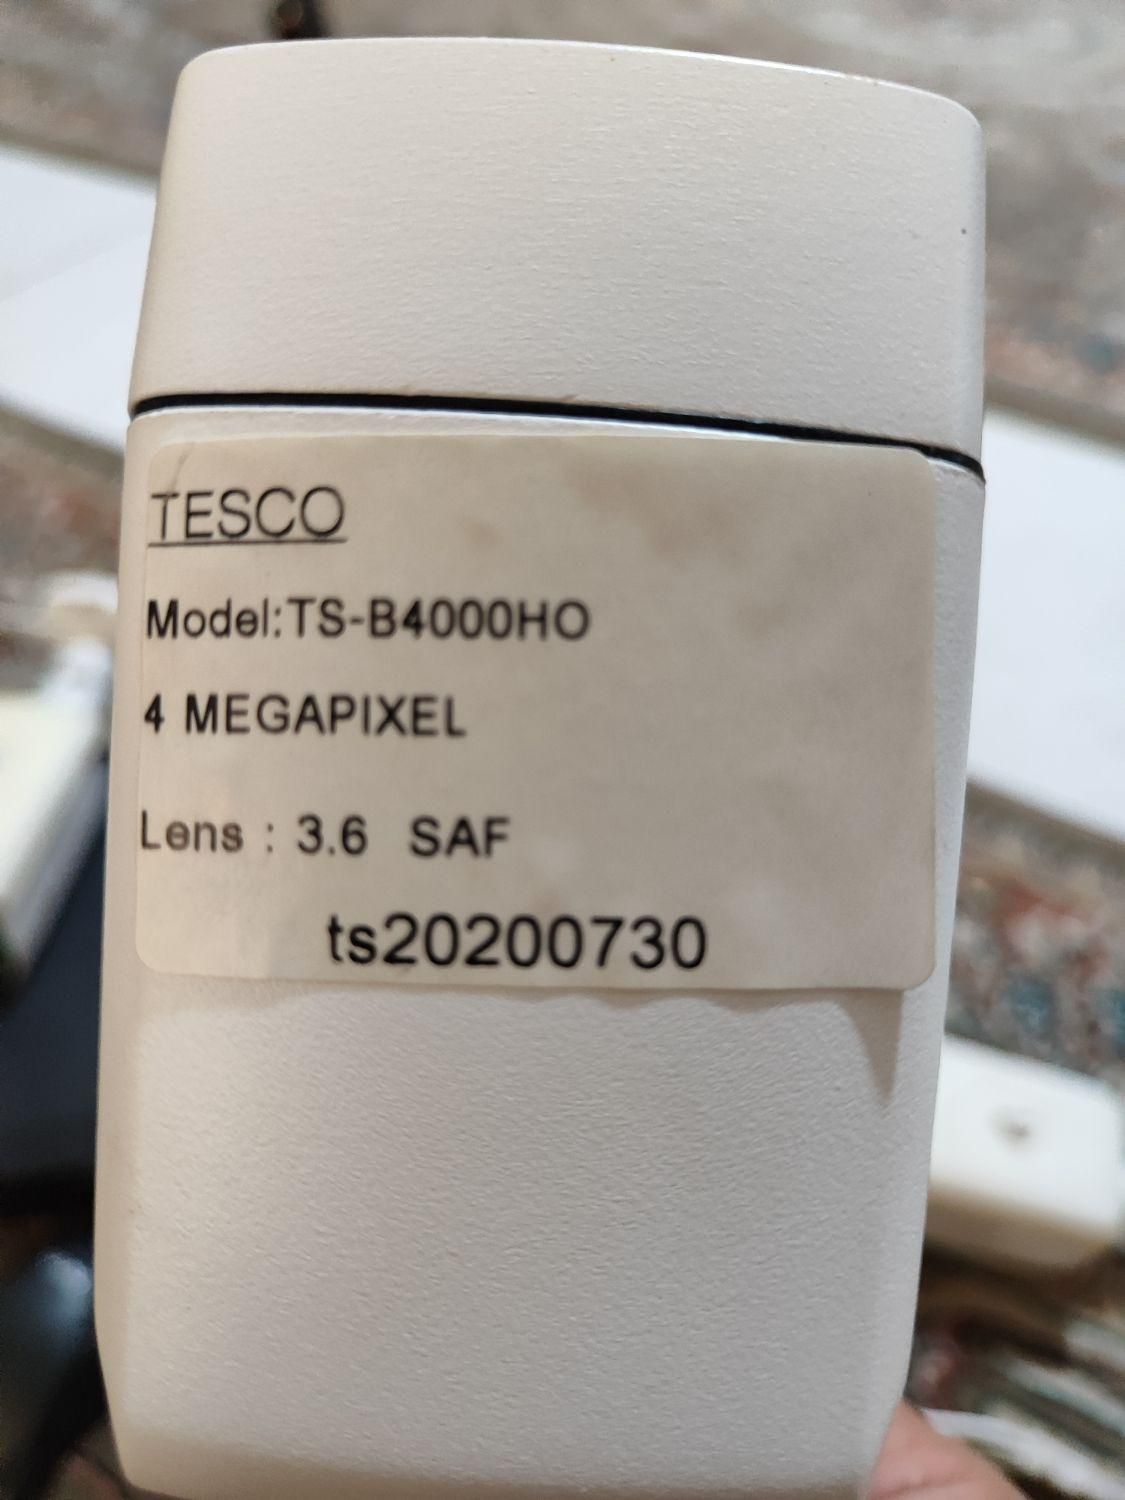 TESCO
Model:TS-B4000HO
4 MEGAPIXEL
Lens : 3.6 SAF
ts20200730